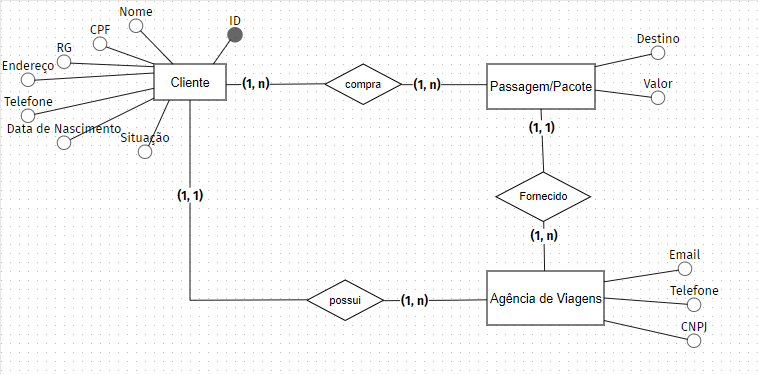 Nome
ID
CPF
RG
Endereço
Telefone
Data de Nascimento
Situação
Cliente
(1, n)
compra
(1, n)
Passagem/Pacote
Destino
Valor
(1, 1)
Fornecido
(1, n)
(1, 1)
possui
(1, n)
Agência de Viagens
Email
Telefone
CNPJ